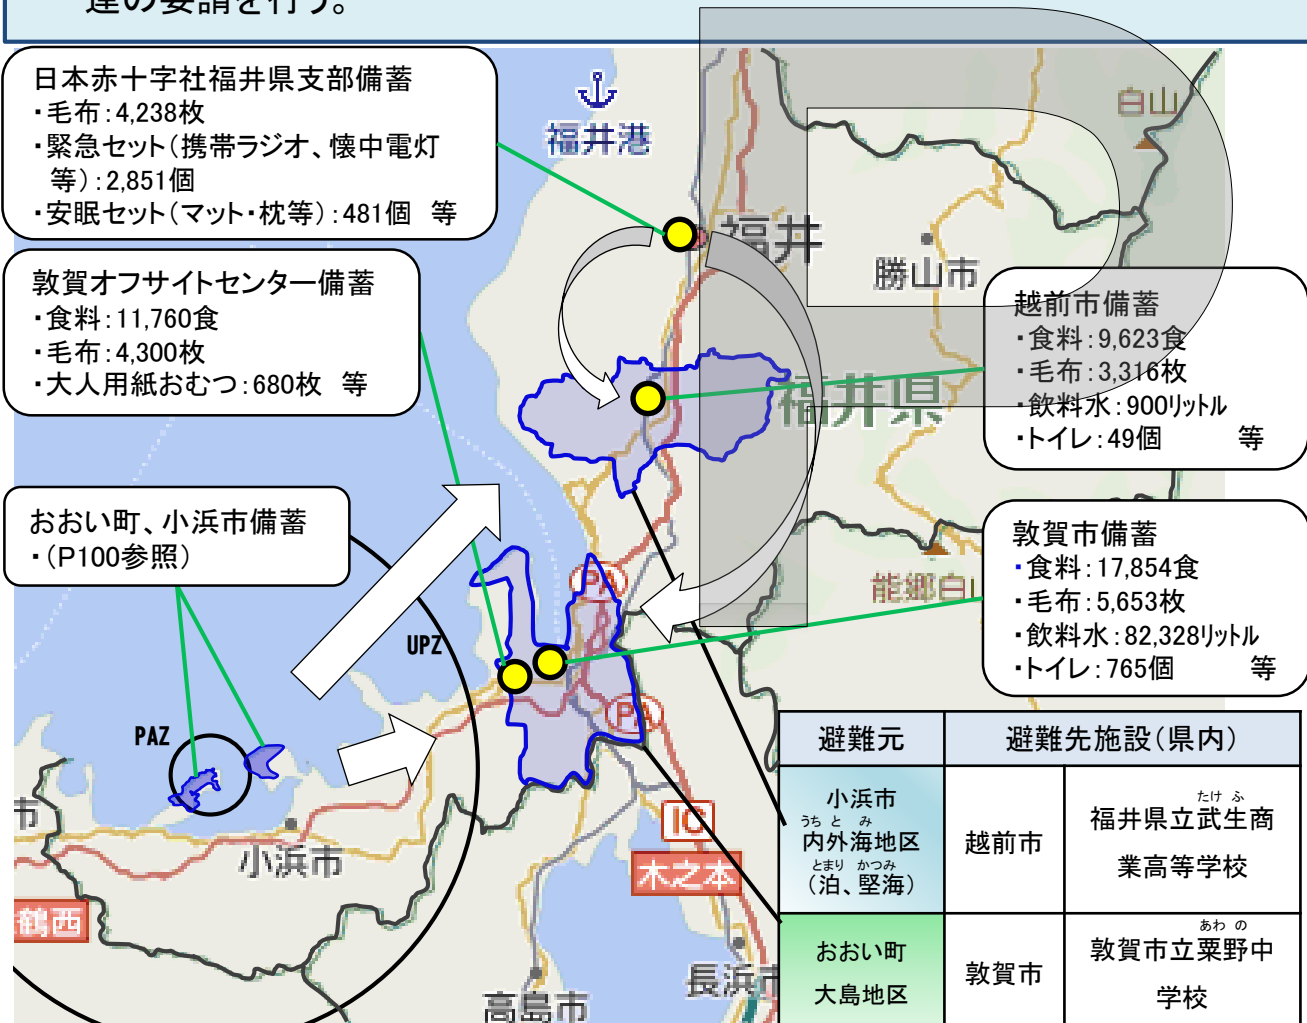 達の要請を行う。
日本赤十字社福井県支部備蓄
・毛布：4,238枚
・緊急セット（携帯ラジオ、懐中電灯
等）：2,851個
・安眠セット（マット・枕等）：481個　等
敦賀オフサイトセンター備蓄
・食料：11,760食
・毛布：4,300枚
・大人用紙おむつ：680枚　等
おおい町、小浜市備蓄
・（P100参照）
福井港
白山
福井
勝山市
福井県
越前市備蓄
・食料：9,623食
・毛布：3,316枚
・飲料水：900リットル
・トイレ：49個　等
能郷白山
敦賀市備蓄
・食料：17,854食
・毛布：5,653枚
・飲料水：82,328リットル
・トイレ：765個　等
PA
UPZ
PA
PAZ
市
小浜市
鶴西
IC
木之本
長浜市
高島市
避難元
避難先施設（県内）
小浜市
うち と み
内外海地区
とまり かつみ
（泊、堅海）
越前市
たけ ふ
福井県立武生商
業高等学校
おおい町
大島地区
敦賀市
あわ の
敦賀市立粟野中
学校